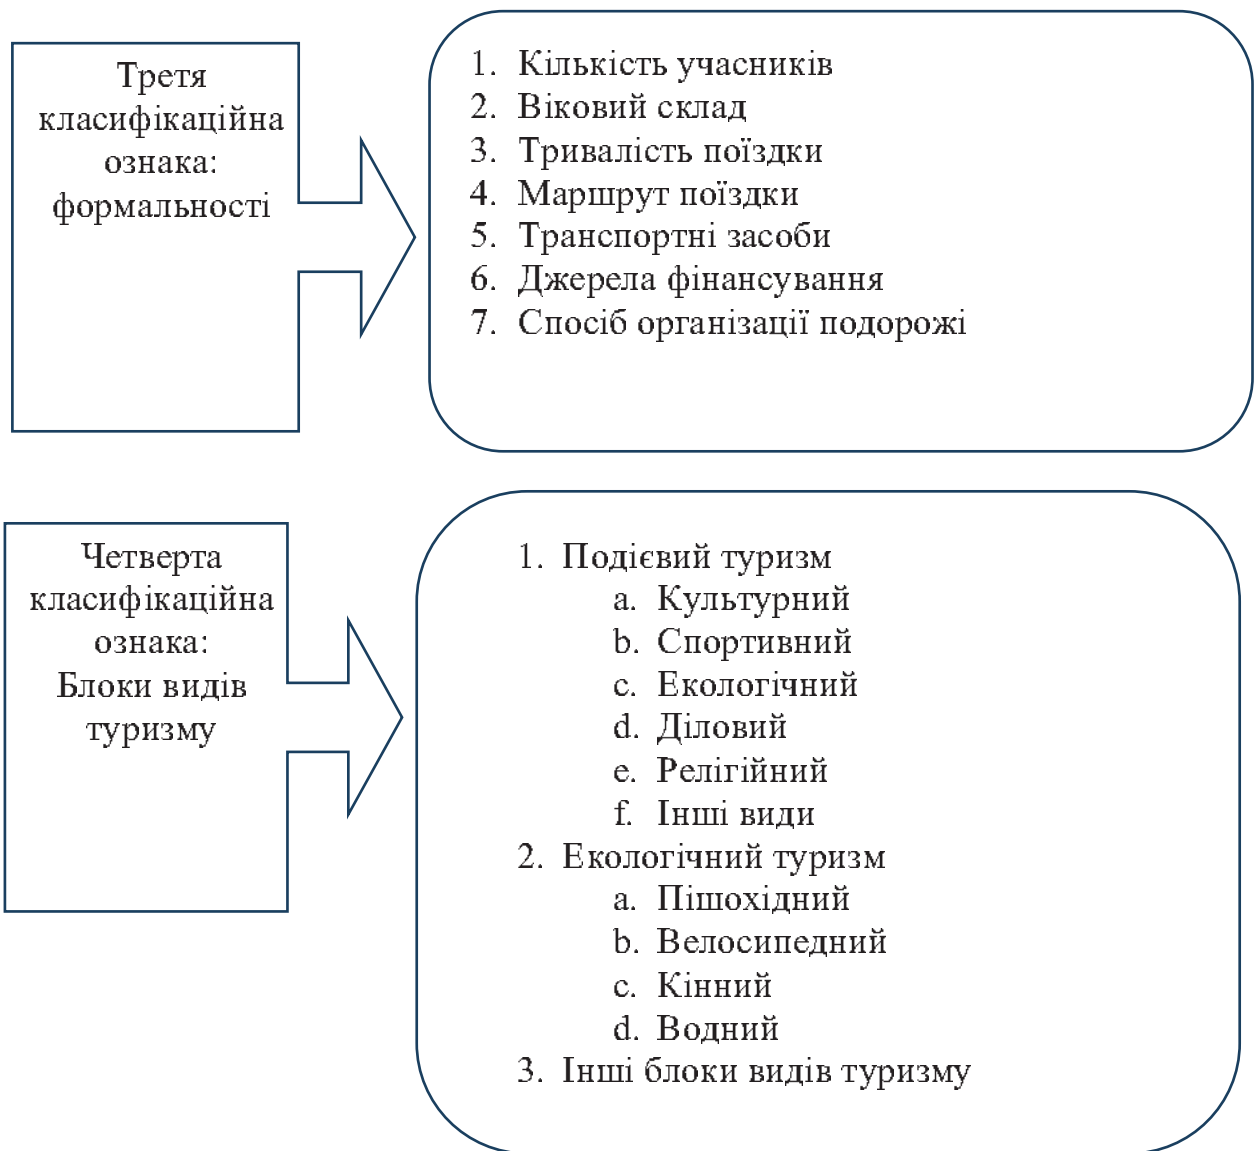 Третя
класифікаційна
ознака:
формальності
1. Кількість учасників
2. Віковий склад
3. Тривалість поїздки
4. Маршрут поїздки
5. Транспортні засоби
6. Джерела фінансування
7. Спосіб організації подорожі
Четверта
класифікаційна
ознака:
Блоки видів
туризму
1. Подієвий туризм
a. Культурний
b. Спортивний
c. Екологічний
d. Діловий
e. Релігійний
f. Інші види
2. Екологічний туризм
a. Пішохідний
b. Велосипедний
c. Кінний
d. Водний
3. Інші блоки видів туризму